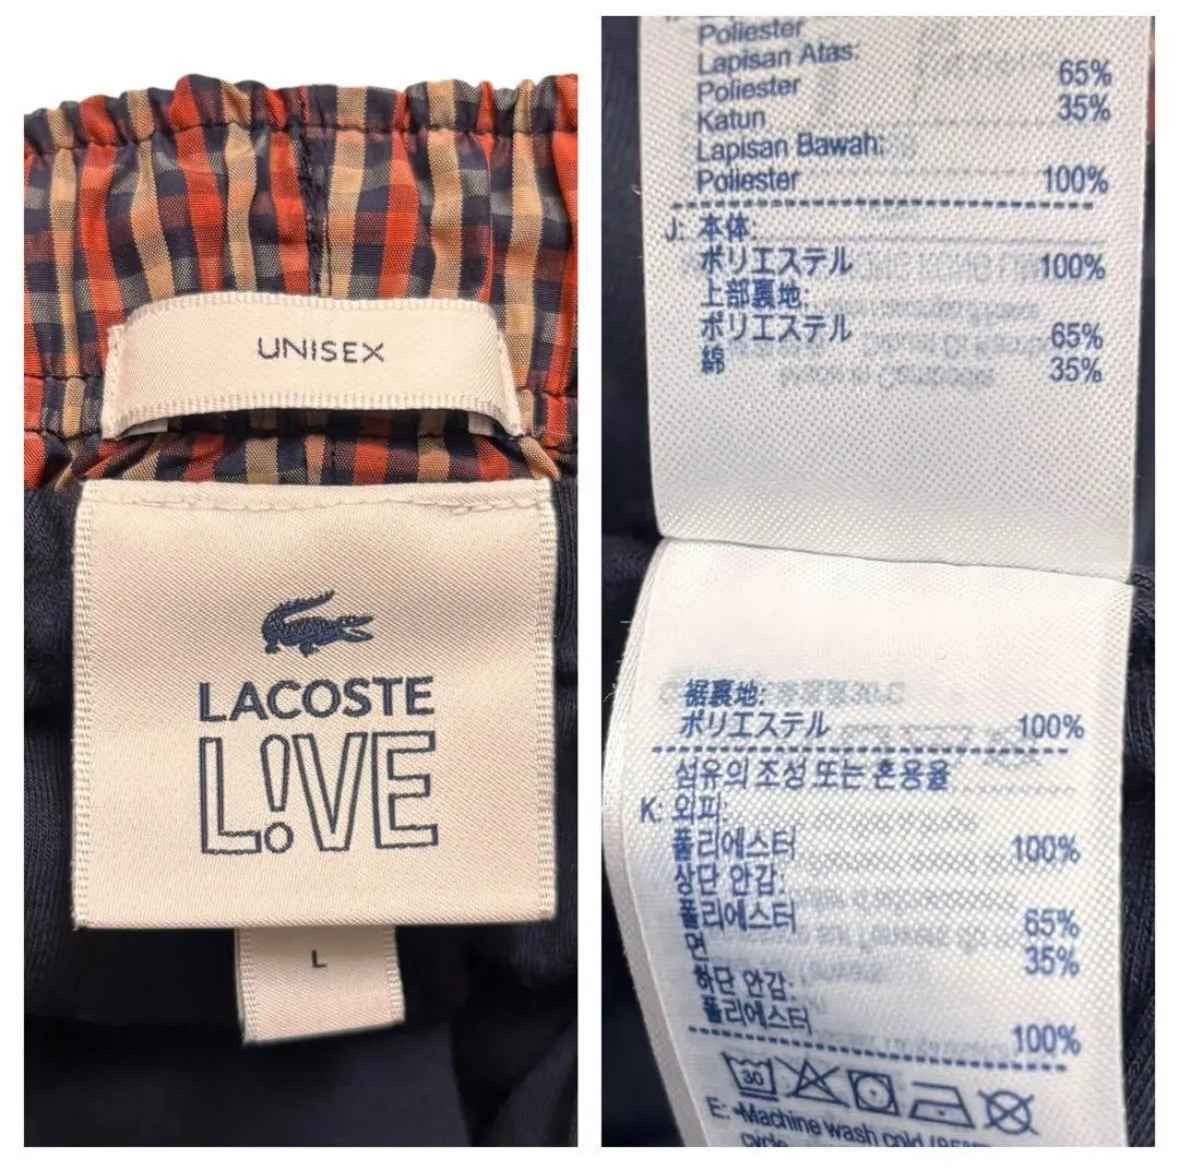 UNISEX
LACOSTE
L!VE
L
Poliester
Lapisan Atas:
Poliester 65%
Katun 35%
Lapisan Bawah:
Poliester 100%
J: 本体:
ポリエステル 100%
上部裏地:
ポリエステル 65%
綿 35%
裾裏地:
ポリエステル 100%
섬유의 조성 또는 혼용율
K: 외피:
폴리에스터 100%
상단 안감:
폴리에스터 65%
면 35%
하단 안감:
폴리에스터 100%
30
E: -Machine wash cold
cycle